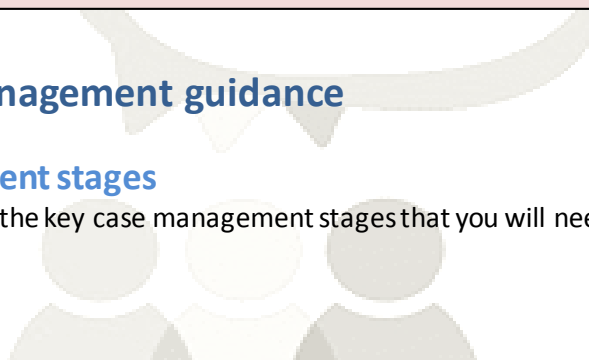 nagement guidance
ent stages
the key case management stages that you will nee